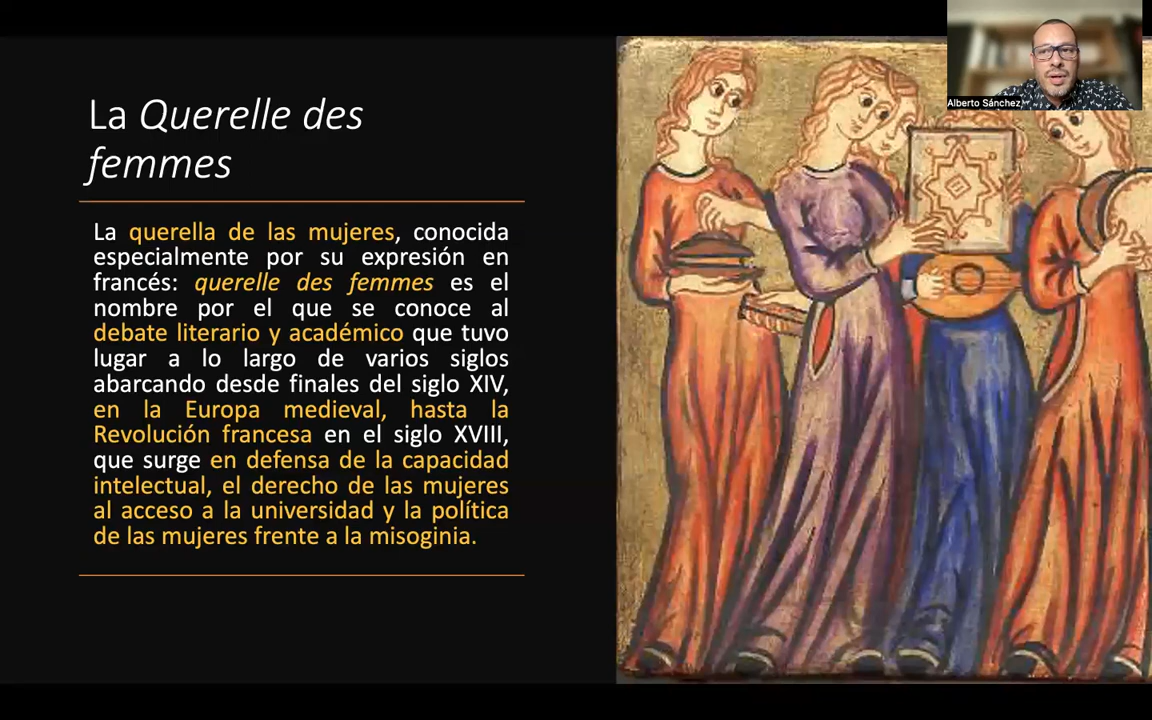 Alberto Sánchez
La Querelle des
femmes
La querella de las mujeres, conocida
especialmente por su expresión en
francés: querelle des femmes es el
nombre por el que se conoce al
debate literario y académico que tuvo
lugar a lo largo de varios siglos
abarcando desde finales del siglo XIV,
en la Europa medieval, hasta la
Revolución francesa en el siglo XVIII,
que surge en defensa de la capacidad
intelectual, el derecho de las mujeres
al acceso a la universidad y la política
de las mujeres frente a la misoginia.